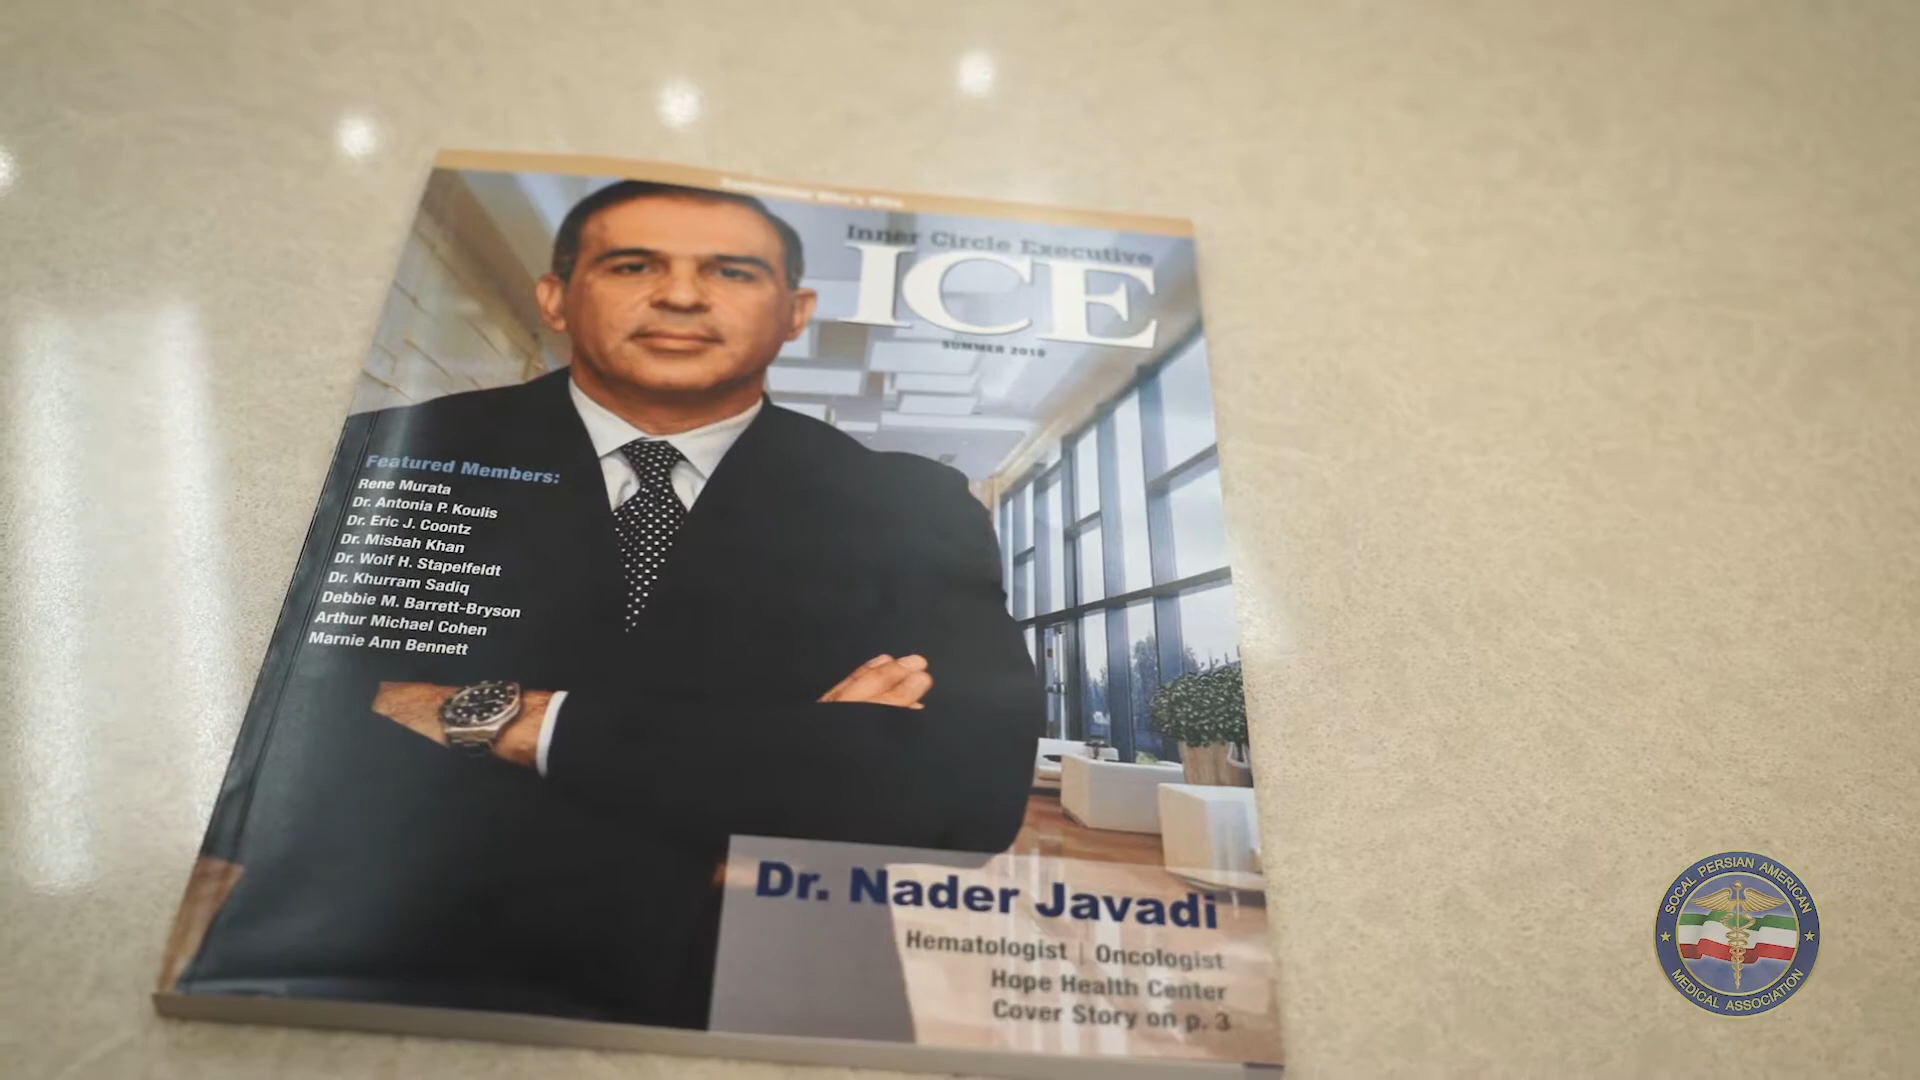 Who's Who
Inner Circle Executive
ICE
SUMMER 2018
Featured Members:
Rene Murata
Dr. Antonia P. Koulis
Dr. Eric J. Coontz
Dr. Misbah Khan
Dr. Wolf H. Stapelfeldt
Dr. Khurram Sadiq
Debbie M. Barrett-Bryson
Arthur Michael Cohen
Marnie Ann Bennett
Dr. Nader Javadi
Hematologist | Oncologist
Hope Health Center
Cover Story on p. 3
SOCAL PERSIAN AMERICAN
MEDICAL ASSOCIATION